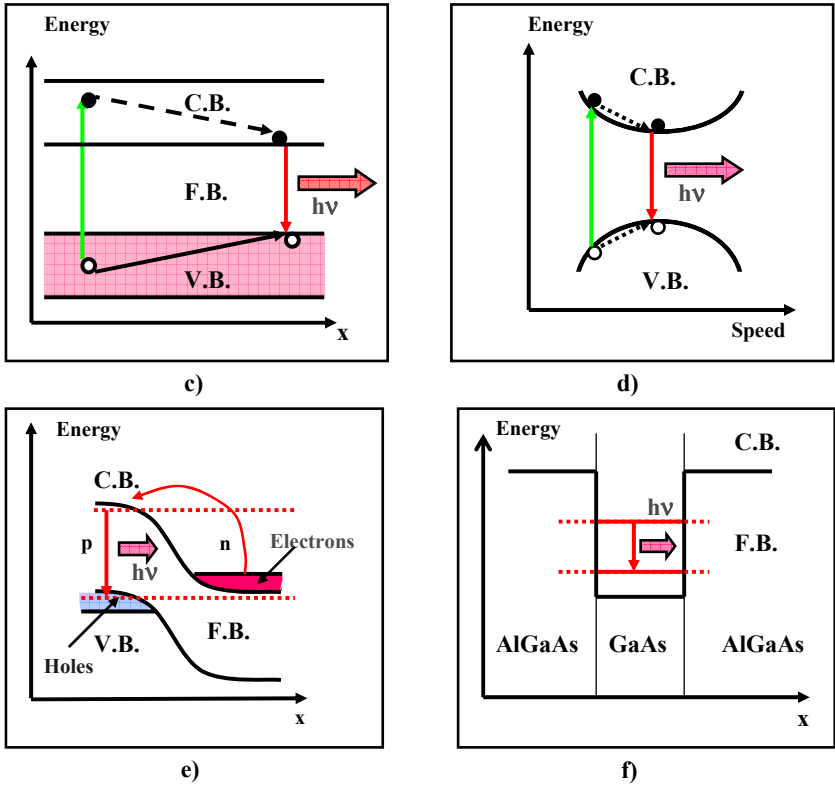 Energy
C.B.
F.B.
hν
V.B.
x
c)
Energy
C.B.
hν
V.B.
Speed
d)
Energy
C.B.
p
n
Electrons
hν
V.B.
F.B.
Holes
x
e)
Energy
C.B.
hν
F.B.
AlGaAs
GaAs
AlGaAs
x
f)